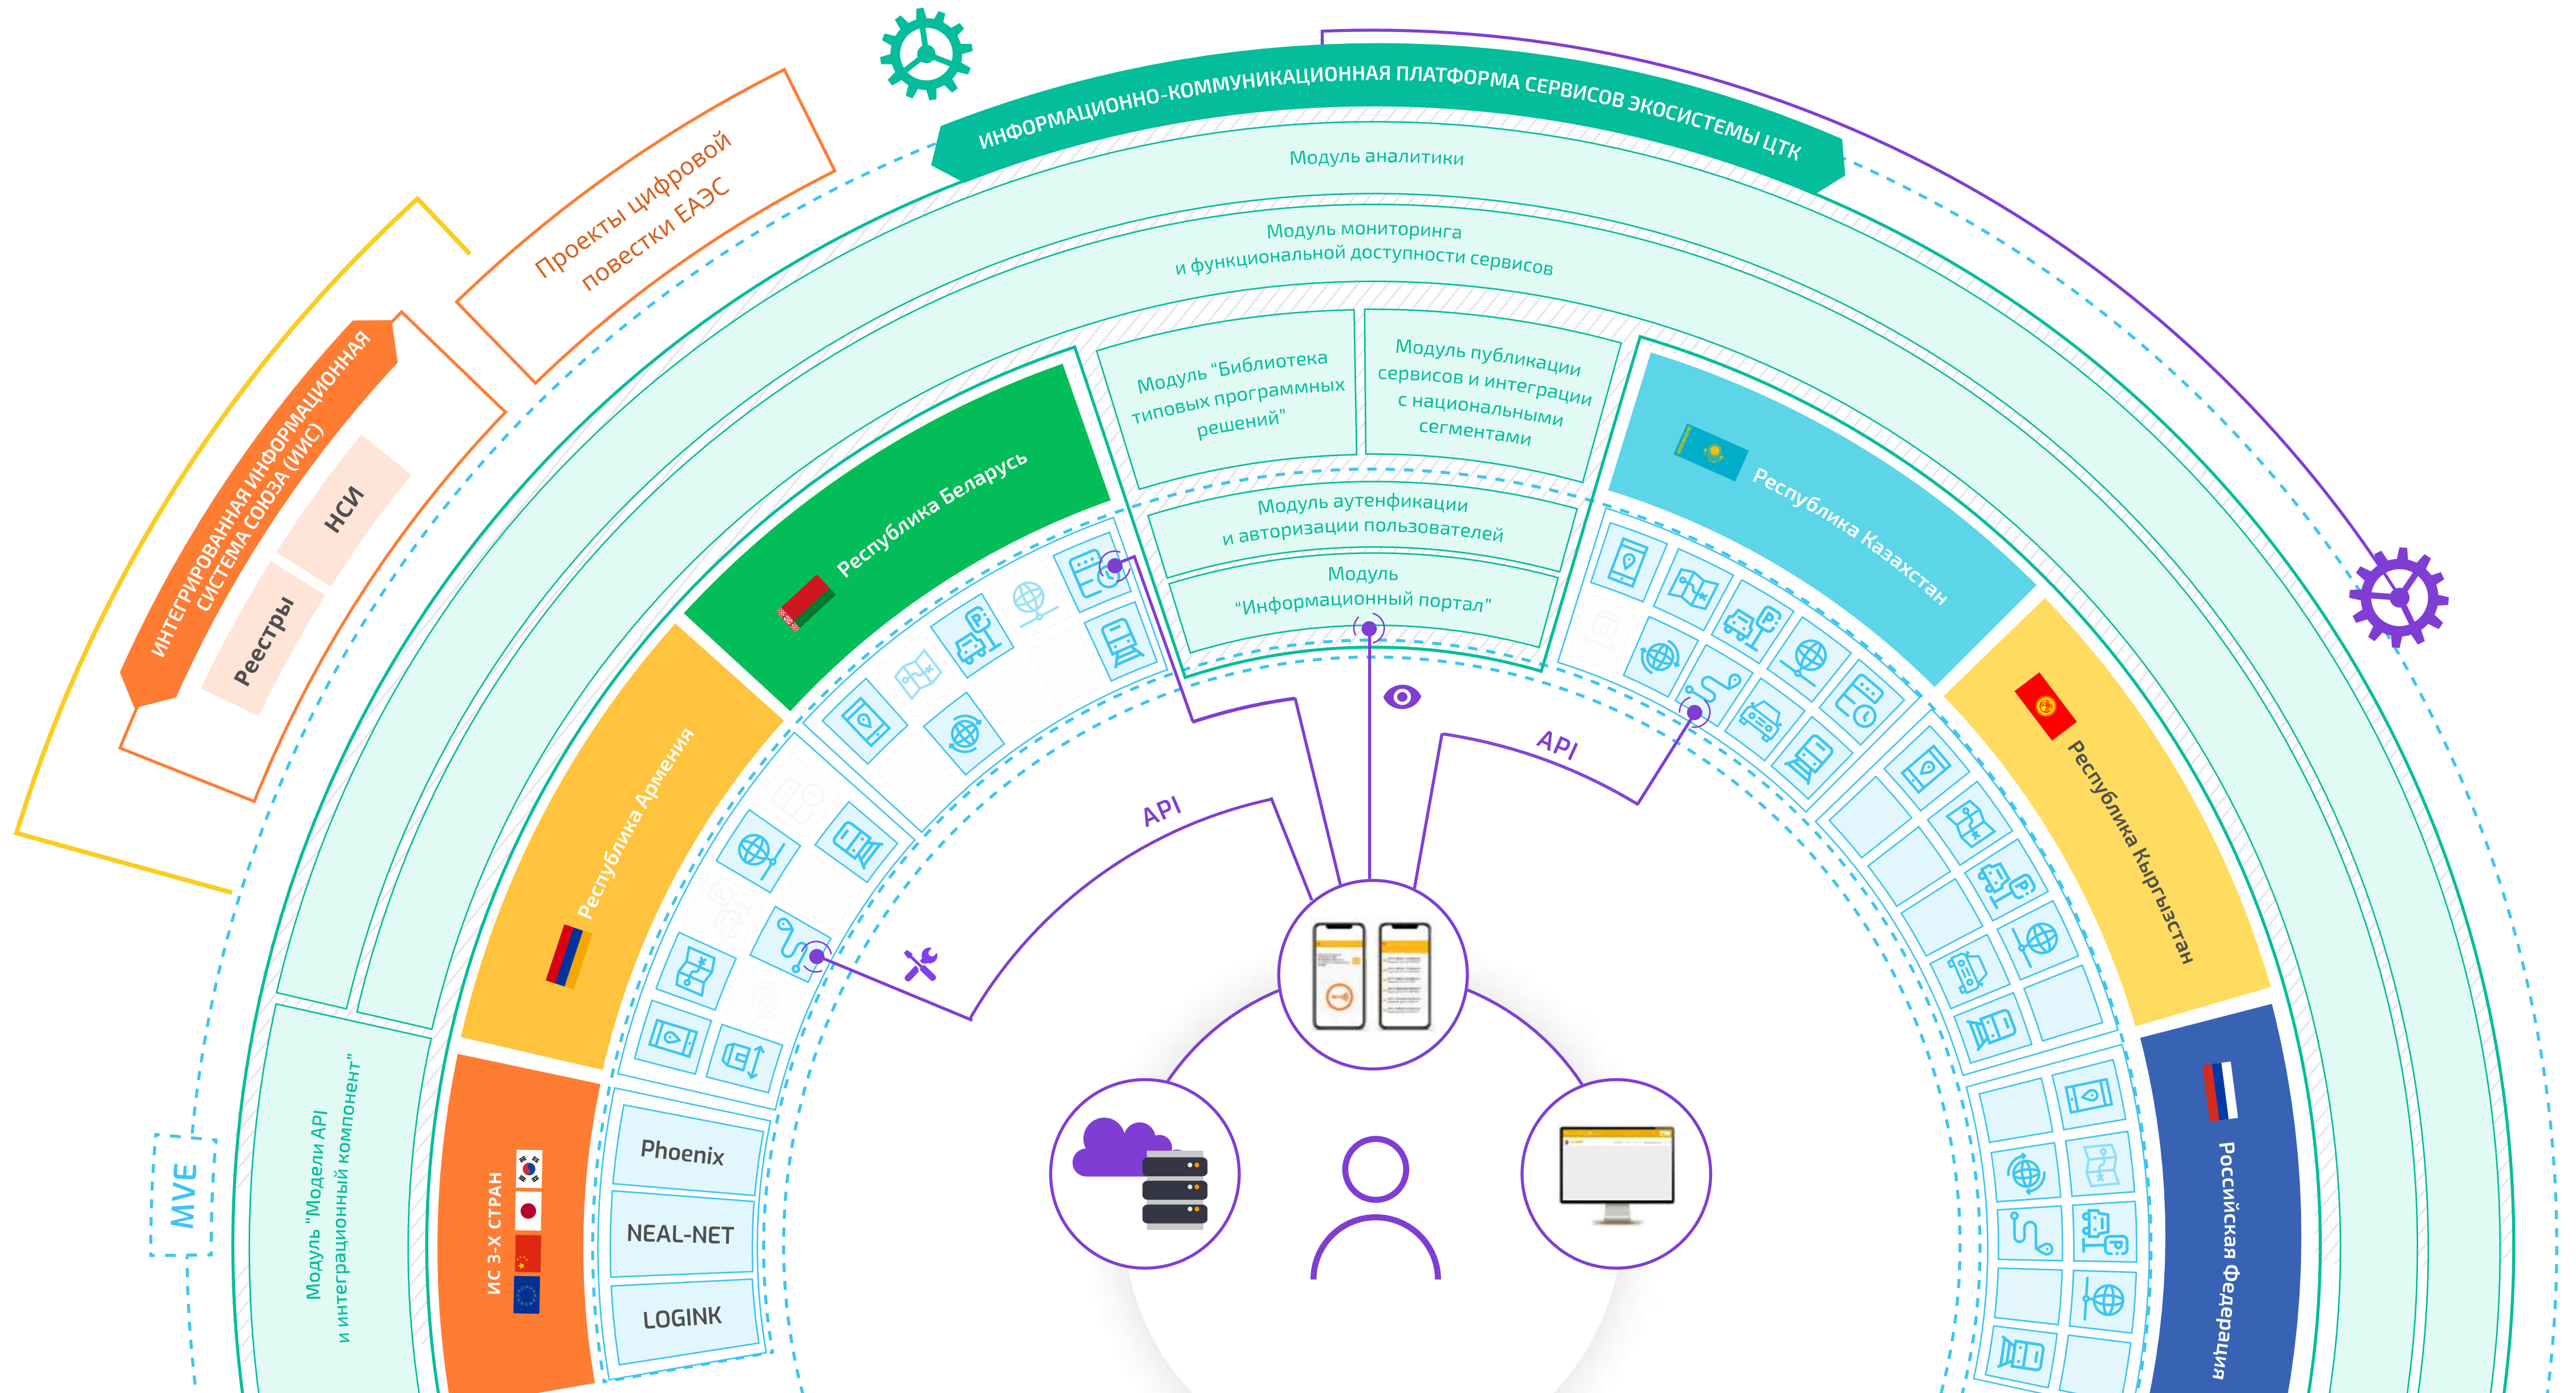 ИНФОРМАЦИОННО-КОММУНИКАЦИОННАЯ ПЛАТФОРМА СЕРВИСОВ ЭКОСИСТЕМЫ ЦТК
Модуль аналитики
Модуль мониторинга
и функциональной доступности сервисов
Проекты цифровой
повестки ЕАЭС
ИНТЕГРИРОВАННАЯ ИНФОРМАЦИОННАЯ
СИСТЕМА СОЮЗА (ИИС)
НСИ
Реестры
Модуль “Библиотека
типовых программных
решений”
Модуль публикации
сервисов и интеграции
с национальными
сегментами
Модуль аутенфикации
и авторизации пользователей
Модуль
“Информационный портал”
Республика Беларусь
Республика Казахстан
Республика Армения
Республика Кыргызстан
Российская Федерация
API
API
MVE
Модуль “Модели API
и интеграционный компонент”
ИС 3-Х СТРАН
Phoenix
NEAL-NET
LOGINK
P
P
P
P